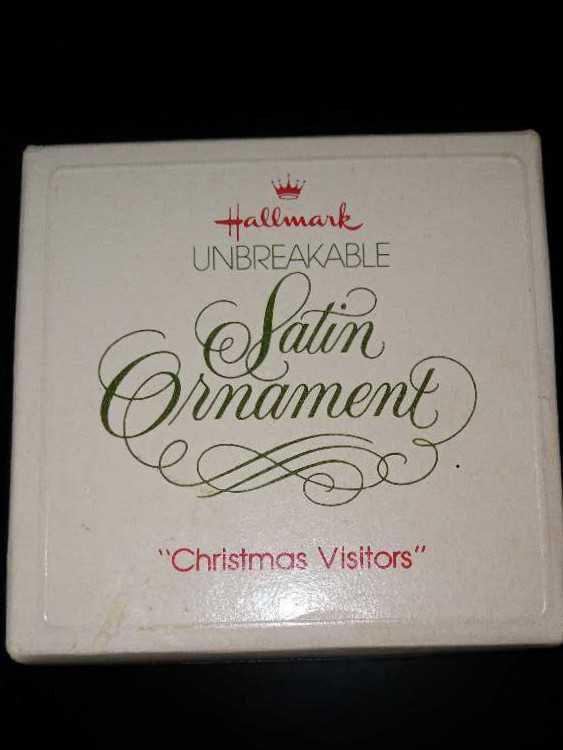 Hallmark
UNBREAKABLE
Satin
Ornament
"Christmas Visitors"